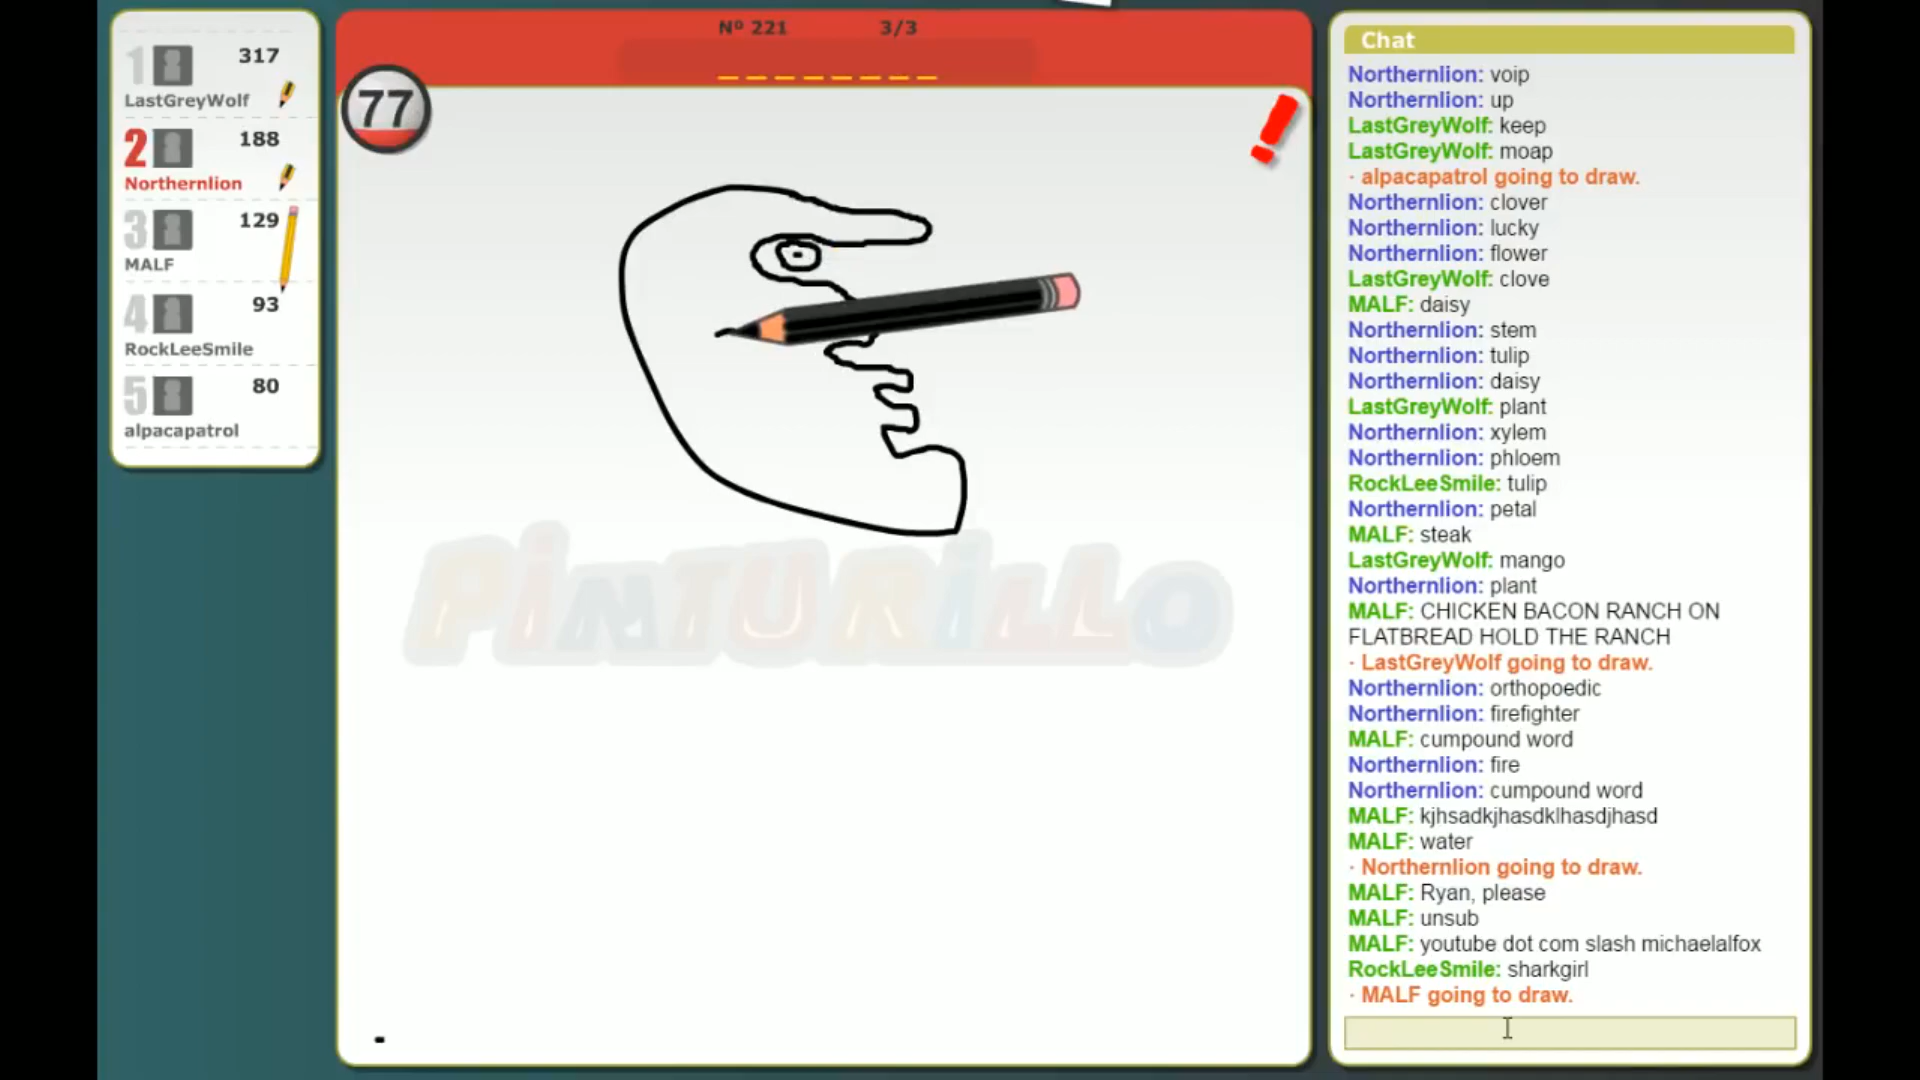 1 317
LastGreyWolf
2 188
Northernlion
3 129
MALF
4 93
RockLeeSmile
5 80
alpacapatrol
Nº 221 3/3
_ _ _ _ _ _ _ _
77
!
PINTURILLO
Chat
Northernlion: voip
Northernlion: up
LastGreyWolf: keep
LastGreyWolf: moap
· alpacapatrol going to draw.
Northernlion: clover
Northernlion: lucky
Northernlion: flower
LastGreyWolf: clove
MALF: daisy
Northernlion: stem
Northernlion: tulip
Northernlion: daisy
LastGreyWolf: plant
Northernlion: xylem
Northernlion: phloem
RockLeeSmile: tulip
Northernlion: petal
MALF: steak
LastGreyWolf: mango
Northernlion: plant
MALF: CHICKEN BACON RANCH ON
FLATBREAD HOLD THE RANCH
· LastGreyWolf going to draw.
Northernlion: orthopoedic
Northernlion: firefighter
MALF: cumpound word
Northernlion: fire
Northernlion: cumpound word
MALF: kjhsadkjhasdklhasdjhasd
MALF: water
· Northernlion going to draw.
MALF: Ryan, please
MALF: unsub
MALF: youtube dot com slash michaelalfox
RockLeeSmile: sharkgirl
· MALF going to draw.